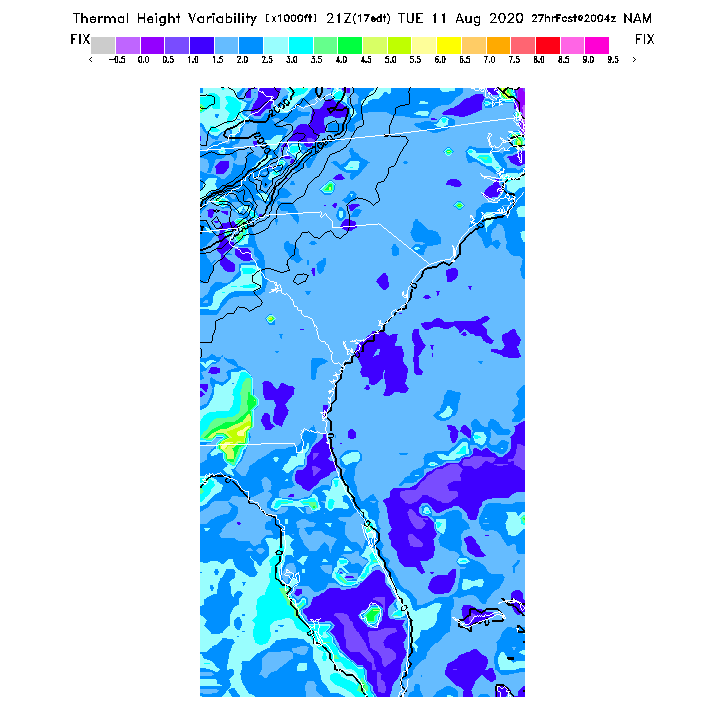 Thermal Height Variability [x1000ft] 21Z(17edt) TUE 11 Aug 2020 27hrFcst@2004z NAM
FIX FIX
< -0.5 0.0 0.5 1.0 1.5 2.0 2.5 3.0 3.5 4.0 4.5 5.0 5.5 6.0 6.5 7.0 7.5 8.0 8.5 9.0 9.5 >